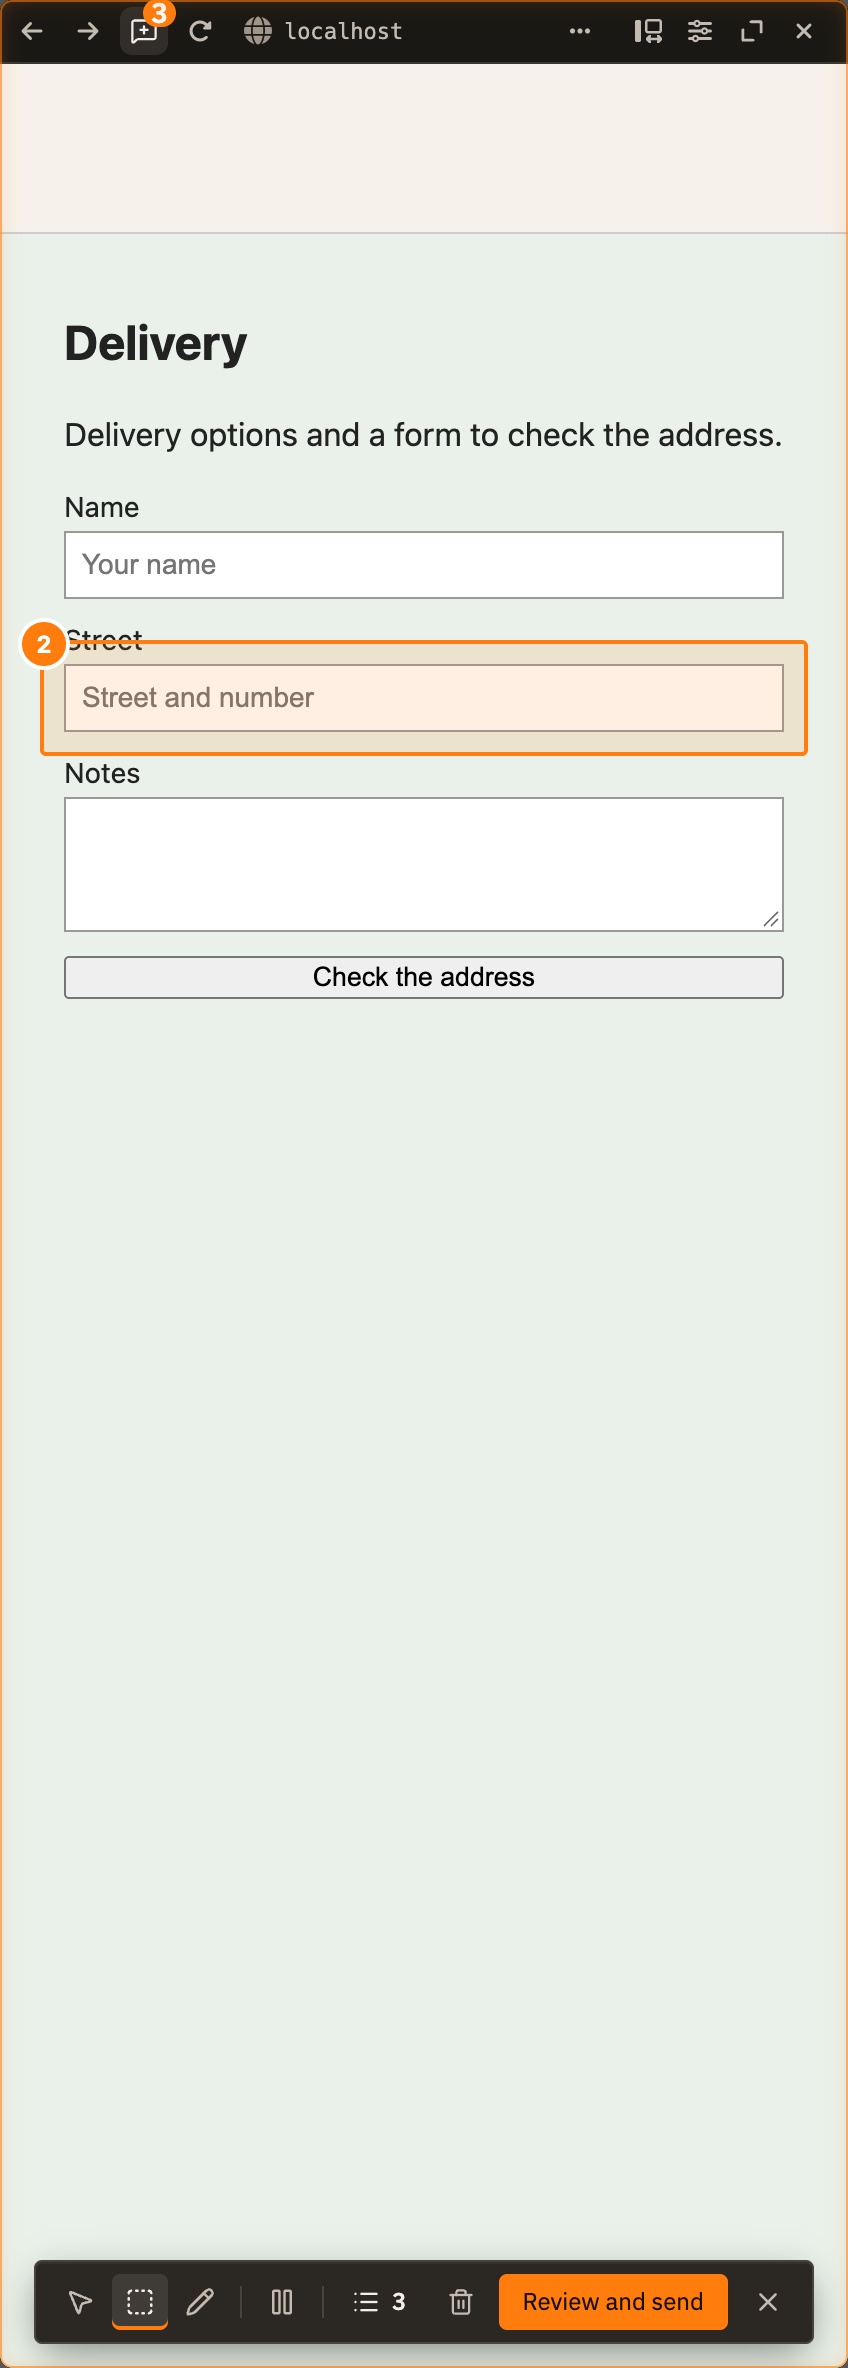 3
localhost
Delivery
Delivery options and a form to check the address.
Name
Your name
2
Street
Street and number
Notes
Check the address
3
Review and send